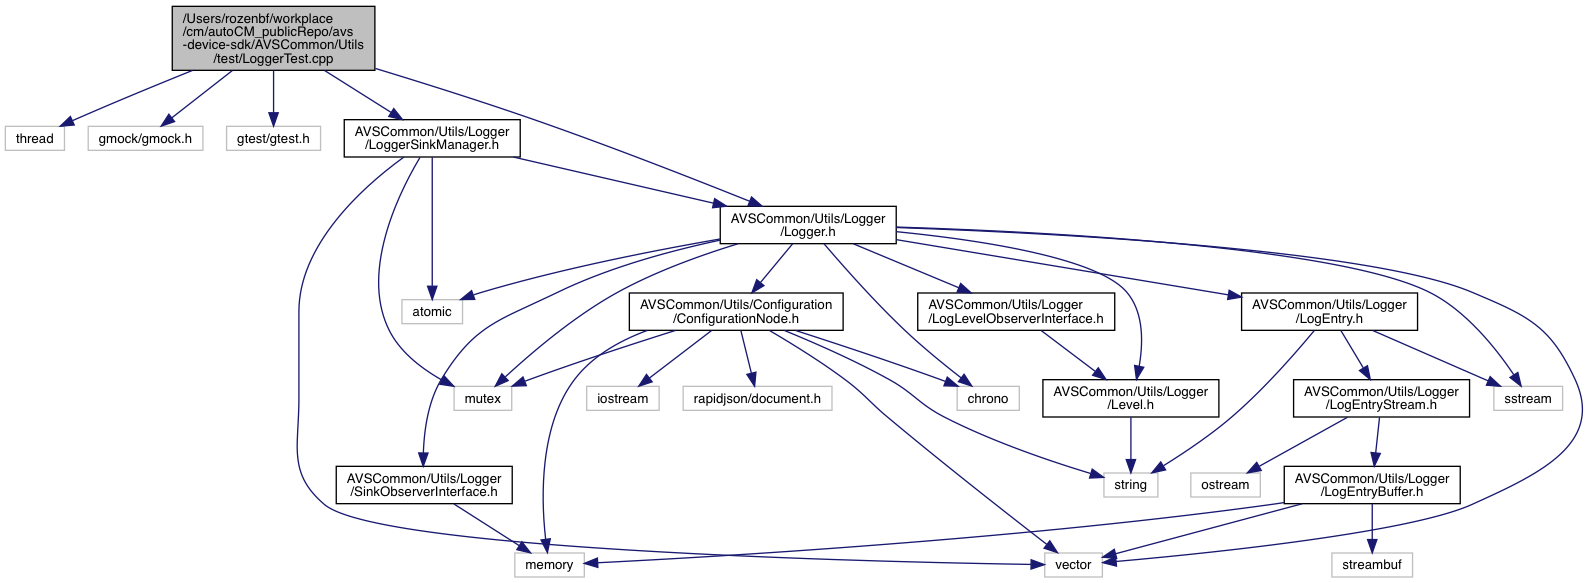 /Users/rozenbf/workplace
/cm/autoCM_publicRepo/avs
-device-sdk/AVSCommon/Utils
/test/LoggerTest.cpp
thread
gmock/gmock.h
gtest/gtest.h
AVSCommon/Utils/Logger
/LoggerSinkManager.h
AVSCommon/Utils/Logger
/Logger.h
atomic
AVSCommon/Utils/Configuration
/ConfigurationNode.h
AVSCommon/Utils/Logger
/LogLevelObserverInterface.h
AVSCommon/Utils/Logger
/LogEntry.h
mutex
iostream
rapidjson/document.h
chrono
AVSCommon/Utils/Logger
/Level.h
AVSCommon/Utils/Logger
/LogEntryStream.h
sstream
AVSCommon/Utils/Logger
/SinkObserverInterface.h
string
ostream
AVSCommon/Utils/Logger
/LogEntryBuffer.h
memory
vector
streambuf